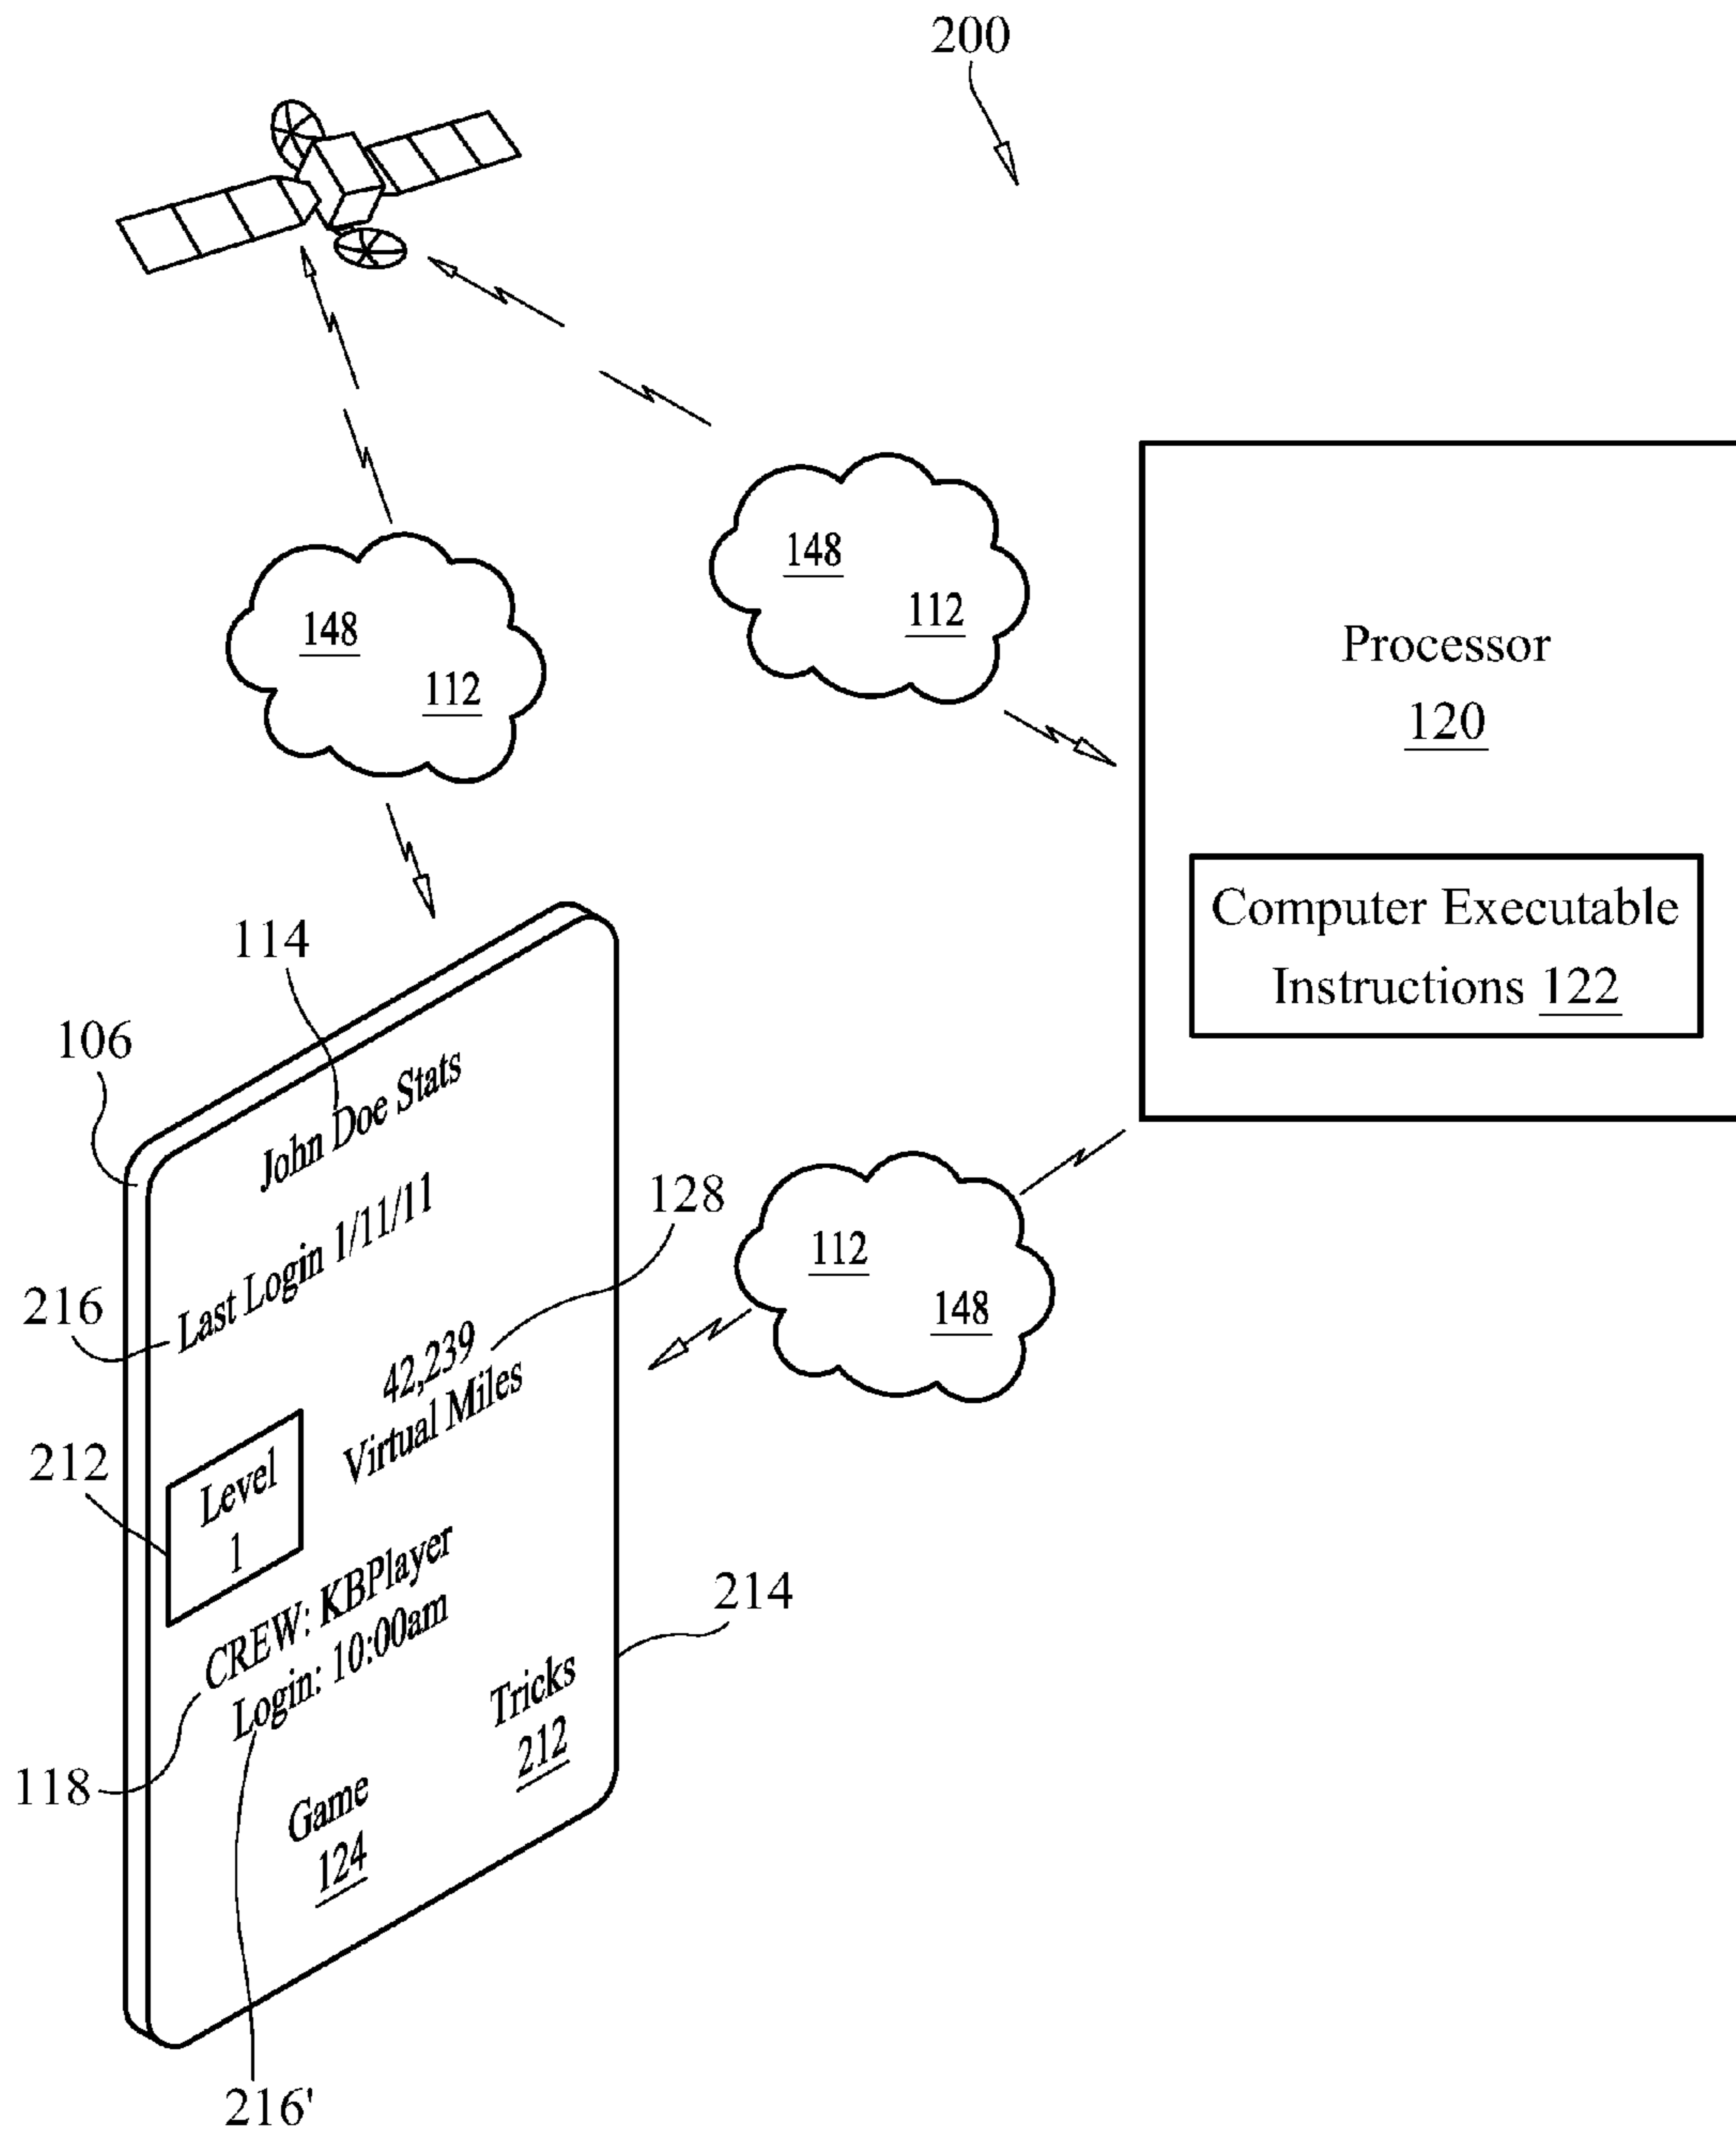 200
148
112
148
112
Processor
120
Computer Executable
Instructions 122
114
106
John Doe Stats
128
Last Login 1/11/11
216
112
148
42,239
Virtual Miles
212
Level
1
CREW: KBPlayer
Login: 10:00am
214
Tricks
212
118
Game
124
216'